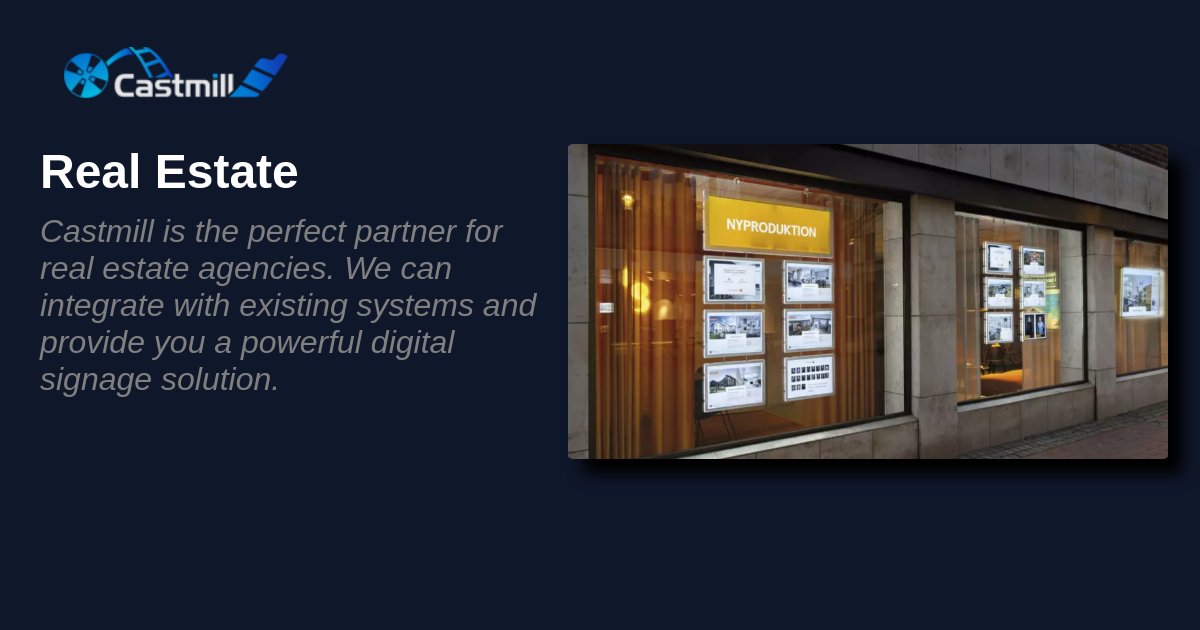 Castmill
Real Estate
Castmill is the perfect partner for
real estate agencies. We can
integrate with existing systems and
provide you a powerful digital
signage solution.
NYPRODUKTION